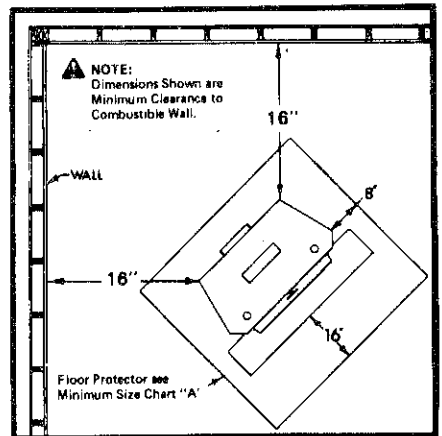 NOTE:
Dimensions Shown are
Minimum Clearance to
Combustible Wall.
16"
8"
WALL
16"
16"
Floor Protector see
Minimum Size Chart "A"